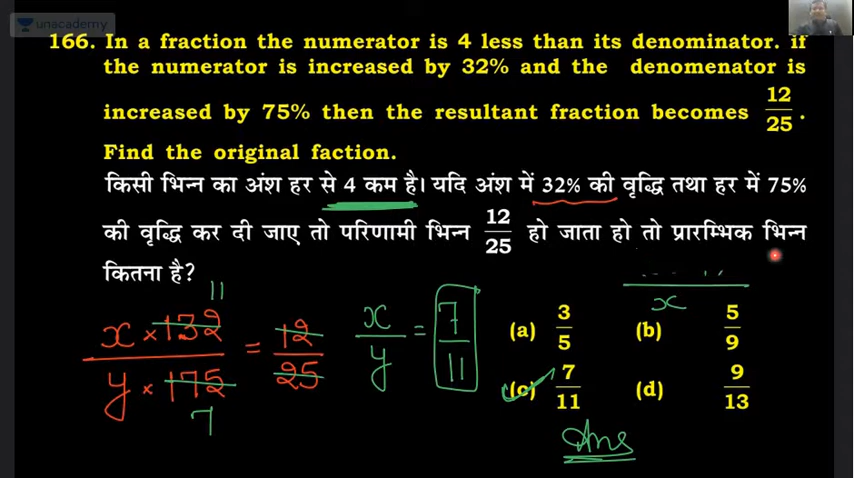 unacademy
166. In a fraction the numerator is 4 less than its denominator. if
the numerator is increased by 32% and the denomenator is
increased by 75% then the resultant fraction becomes 12/25.
Find the original faction.
किसी भिन्न का अंश हर से 4 कम है। यदि अंश में 32% की वृद्धि तथा हर में 75%
की वृद्धि कर दी जाए तो परिणामी भिन्न 12/25 हो जाता हो तो प्रारम्भिक भिन्न
कितना है?
x
11
x × 132 / y × 175 = 12/25
7
x/y = 7/11
(a) 3/5 (b) 5/9
(c) 7/11 (d) 9/13
Ans